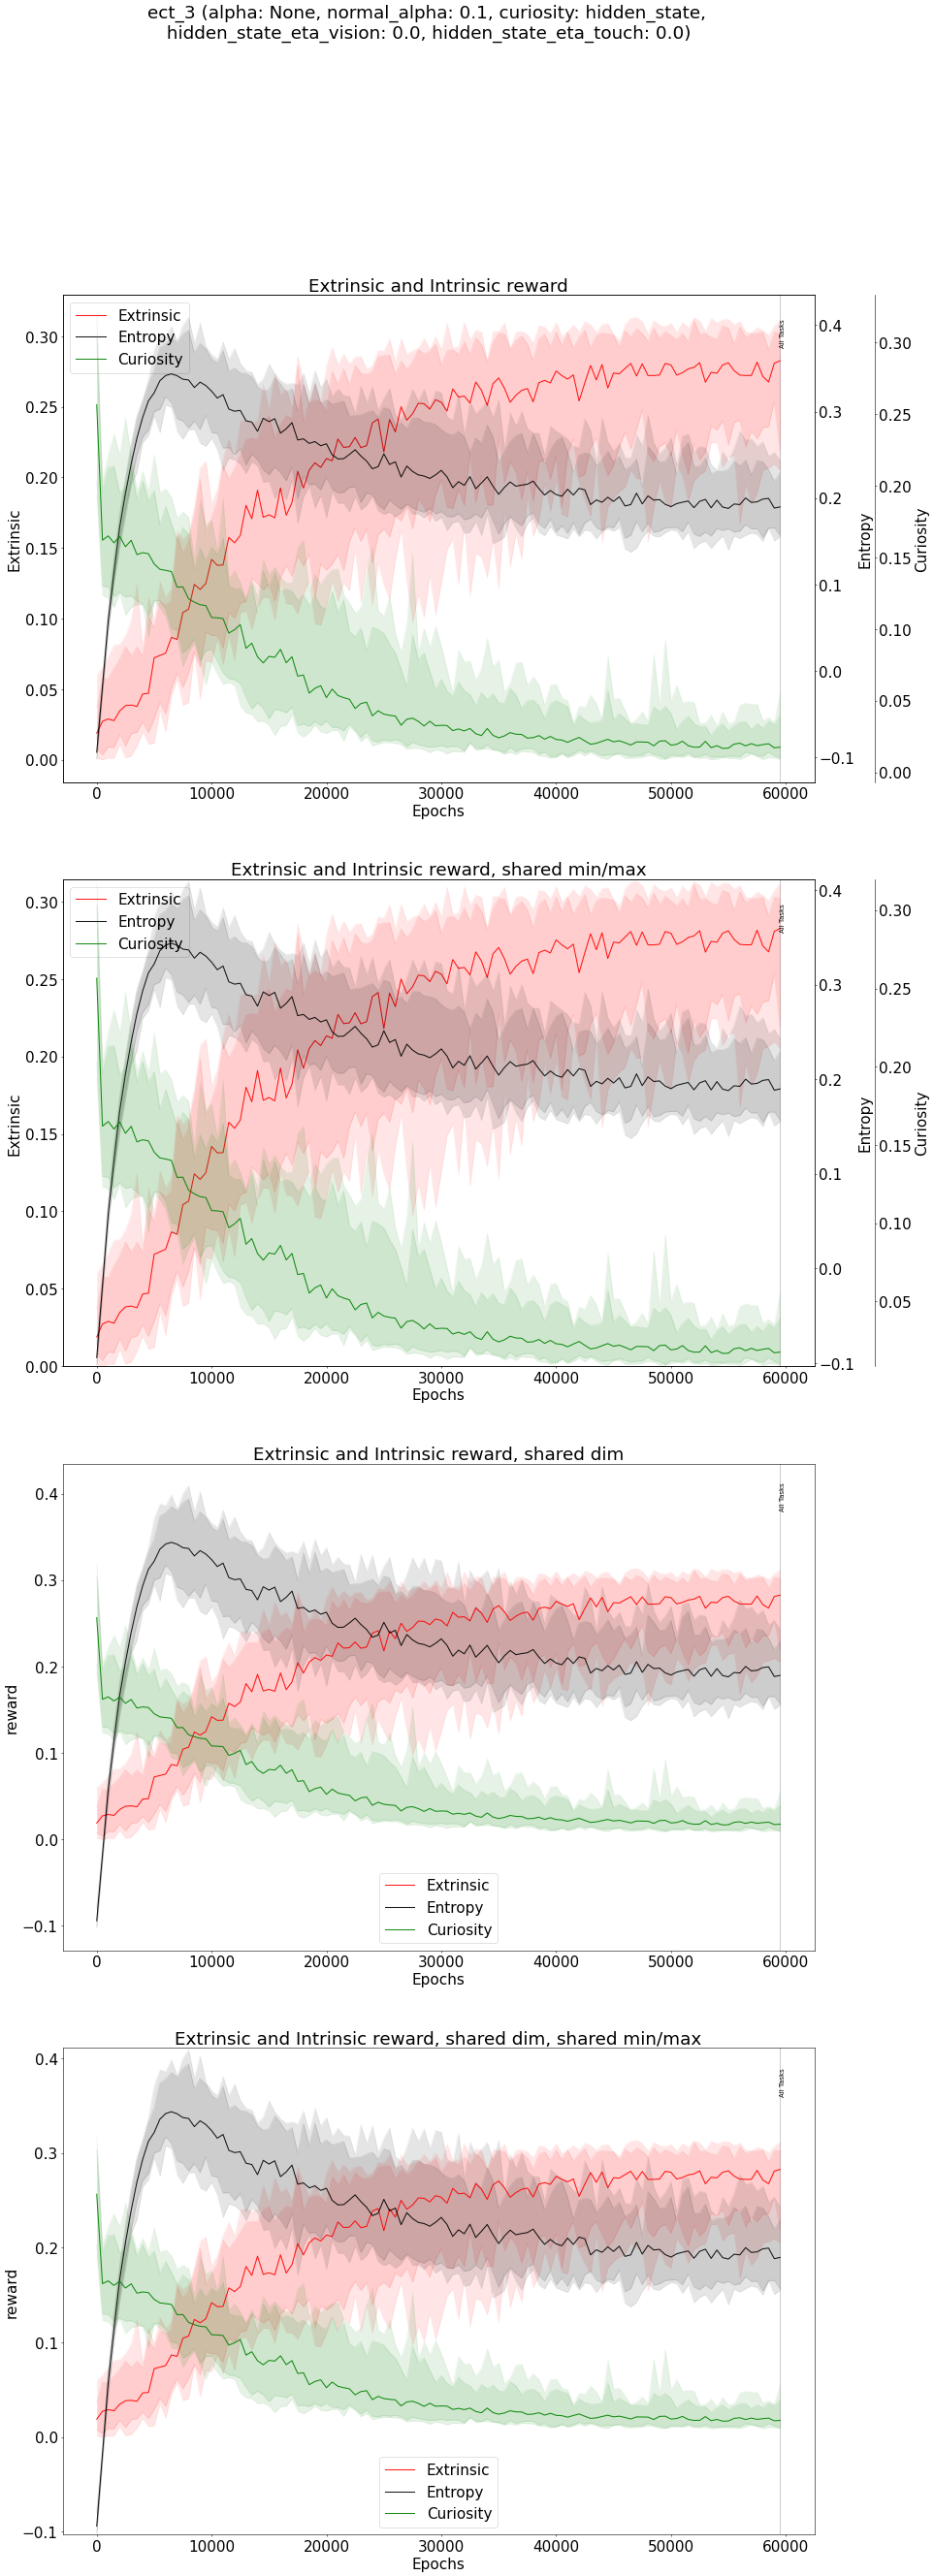 ect_3 (alpha: None, normal_alpha: 0.1, curiosity: hidden_state,
hidden_state_eta_vision: 0.0, hidden_state_eta_touch: 0.0)
Extrinsic and Intrinsic reward
Extrinsic
Entropy
Curiosity
All Tasks
0.30
0.25
0.20
0.15
0.10
0.05
0.00
Extrinsic
0.4
0.3
0.2
0.1
0.0
−0.1
Entropy
0.30
0.25
0.20
0.15
0.10
0.05
0.00
Curiosity
0 10000 20000 30000 40000 50000 60000
Epochs
Extrinsic and Intrinsic reward, shared min/max
Extrinsic
Entropy
Curiosity
All Tasks
0.30
0.25
0.20
0.15
0.10
0.05
0.00
Extrinsic
0.4
0.3
0.2
0.1
0.0
−0.1
Entropy
0.30
0.25
0.20
0.15
0.10
0.05
Curiosity
0 10000 20000 30000 40000 50000 60000
Epochs
Extrinsic and Intrinsic reward, shared dim
All Tasks
0.4
0.3
0.2
0.1
0.0
−0.1
reward
Extrinsic
Entropy
Curiosity
0 10000 20000 30000 40000 50000 60000
Epochs
Extrinsic and Intrinsic reward, shared dim, shared min/max
All Tasks
0.4
0.3
0.2
0.1
0.0
−0.1
reward
Extrinsic
Entropy
Curiosity
0 10000 20000 30000 40000 50000 60000
Epochs